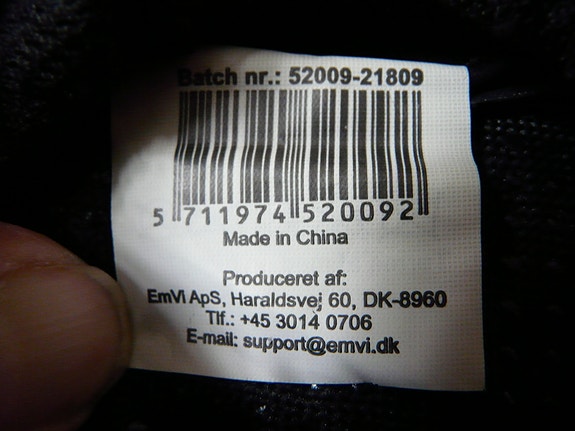 Batch nr.: 52009-21809
5 711974 520092
Made in China
Produceret af:
EmVi ApS, Haraldsvej 60, DK-8960
Tlf.: +45 3014 0706
E-mail: support@emvi.dk